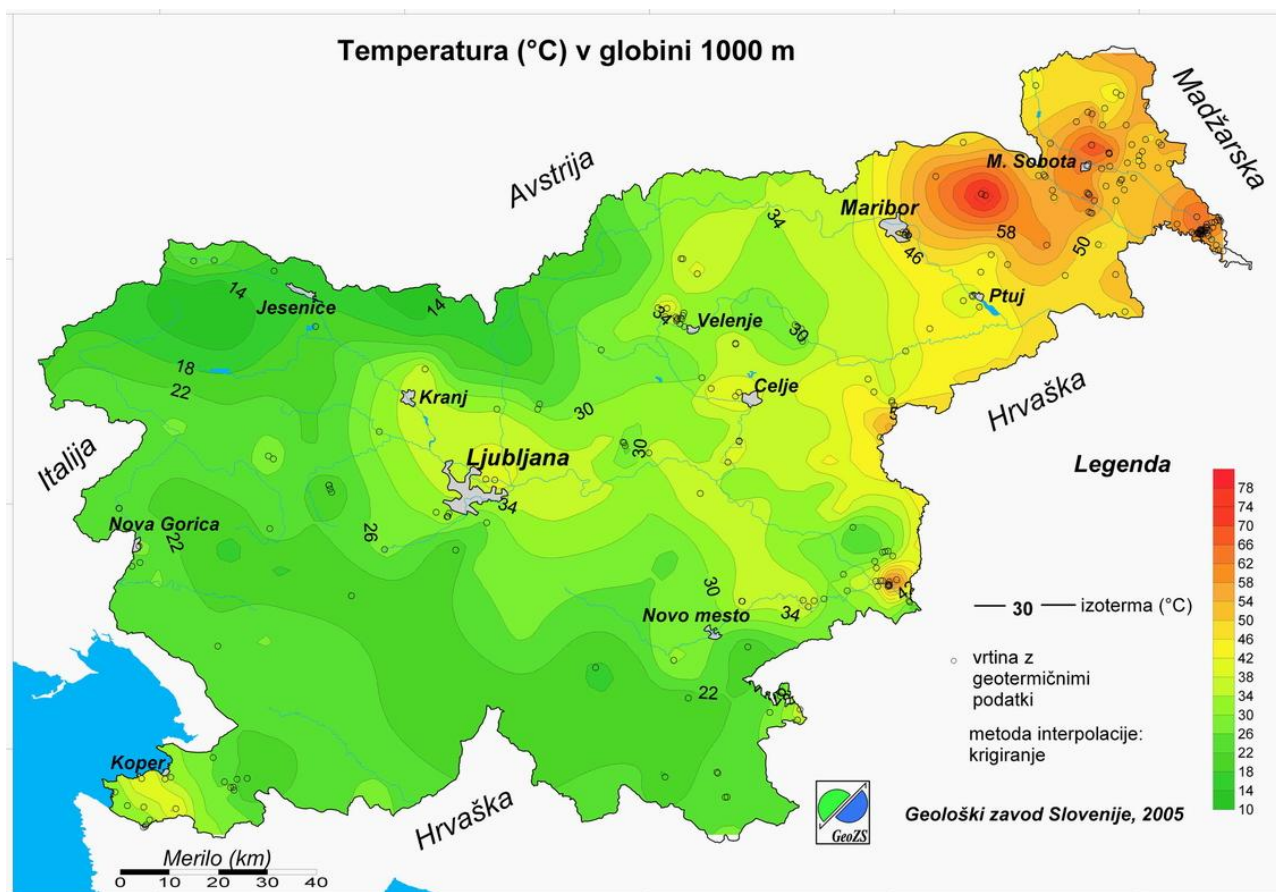 Temperatura (°C) v globini 1000 m
Madžarska
Avstrija
M. Sobota
34
Maribor
58
50
46
14
14
Jesenice
Ptuj
34
Velenje
30
18
22
Kranj
Celje
30
Hrvaška
Italija
Ljubljana
30
34
Nova Gorica
22
26
30
42
Novo mesto
34
22
Koper
Hrvaška
Merilo (km)
0 10 20 30 40
Legenda
78
74
70
66
62
58
54
50
46
42
38
34
30
26
22
18
14
10
30 izoterma (°C)
vrtina z
geotermičnimi
podatki
metoda interpolacije:
krigiranje
GeoZS
Geološki zavod Slovenije, 2005